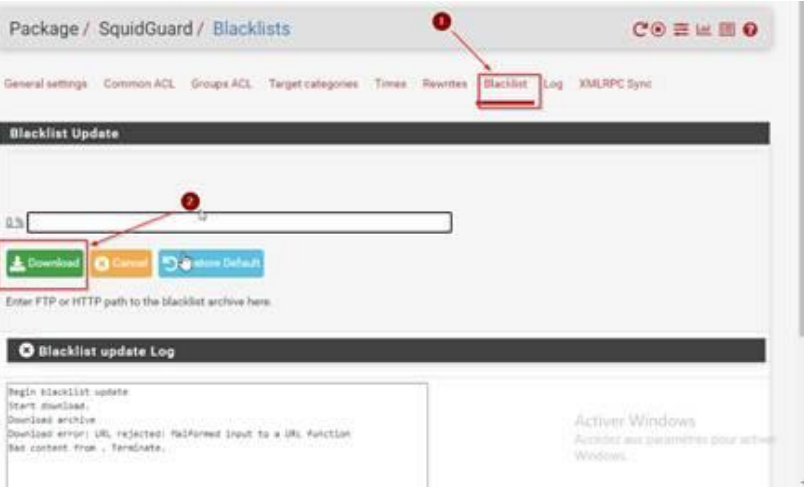 Package / SquidGuard / Blacklists
1
General settings Common ACL Groups ACL Target categories Times Rewrites Blacklist Log XMLRPC Sync
Blacklist Update
2
0 %
Download Cancel Restore Default
Enter FTP or HTTP path to the blacklist archive here.
Blacklist update Log
Begin blacklist update
Start download.
Download archive
Download error: URL rejected: Malformed input to a URL function
Bad content from . Terminate.
Activer Windows
Accédez aux paramètres pour activer
Windows.